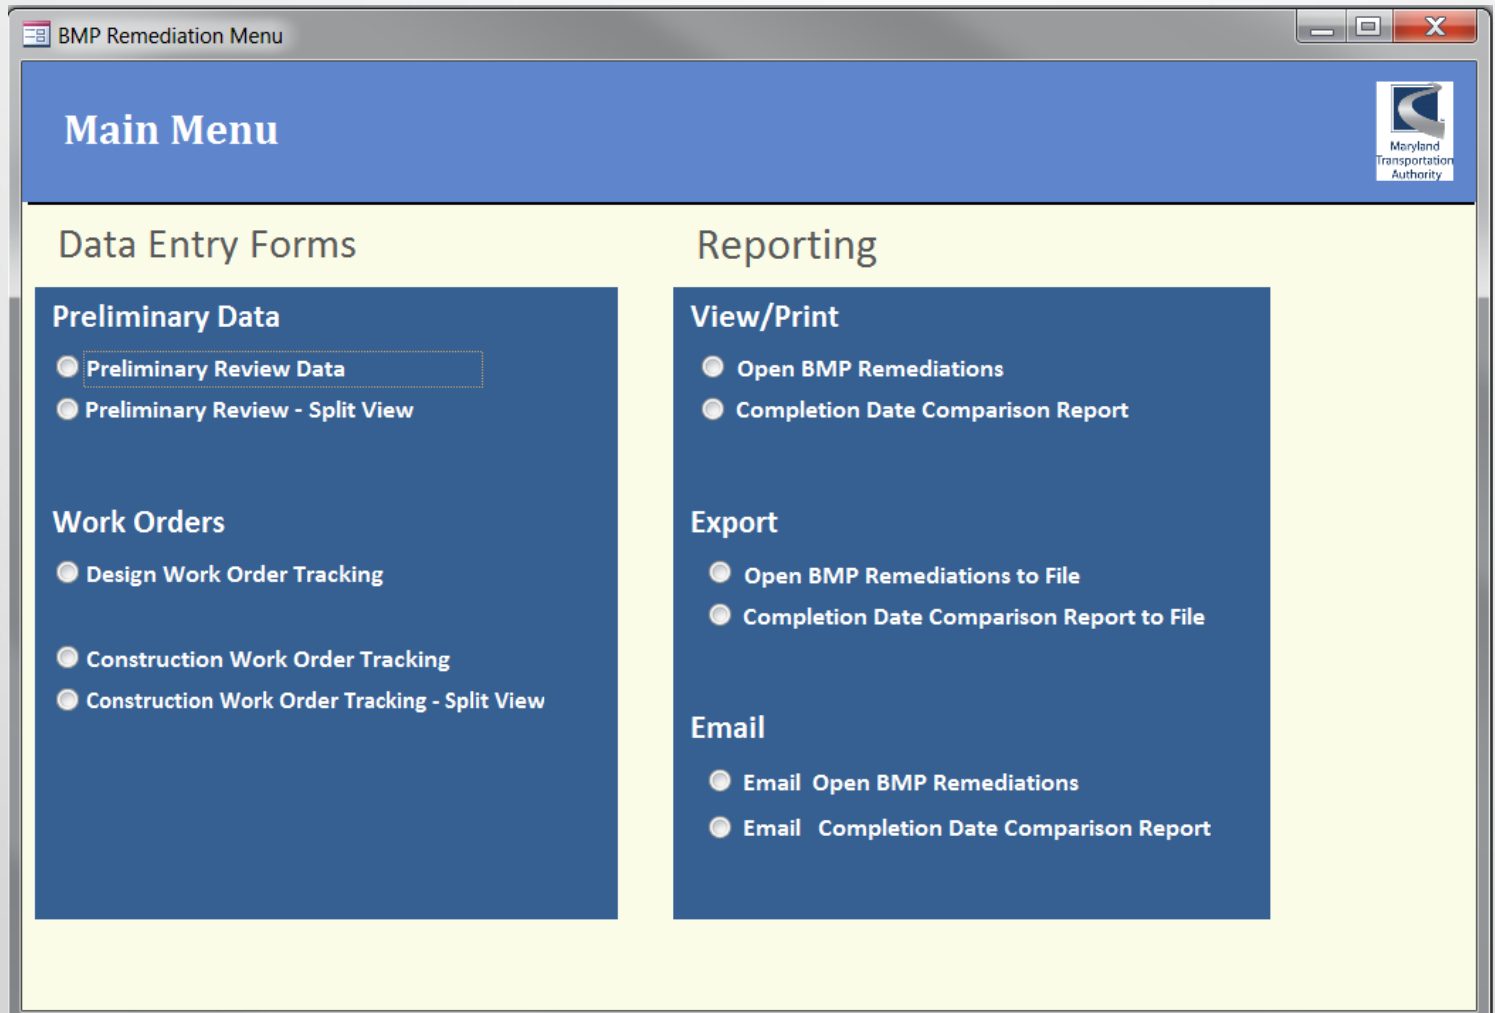 BMP Remediation Menu
Main Menu
Maryland
Transportation
Authority
Data Entry Forms
Preliminary Data
Preliminary Review Data
Preliminary Review - Split View
Work Orders
Design Work Order Tracking
Construction Work Order Tracking
Construction Work Order Tracking - Split View
Reporting
View/Print
Open BMP Remediations
Completion Date Comparison Report
Export
Open BMP Remediations to File
Completion Date Comparison Report to File
Email
Email Open BMP Remediations
Email Completion Date Comparison Report